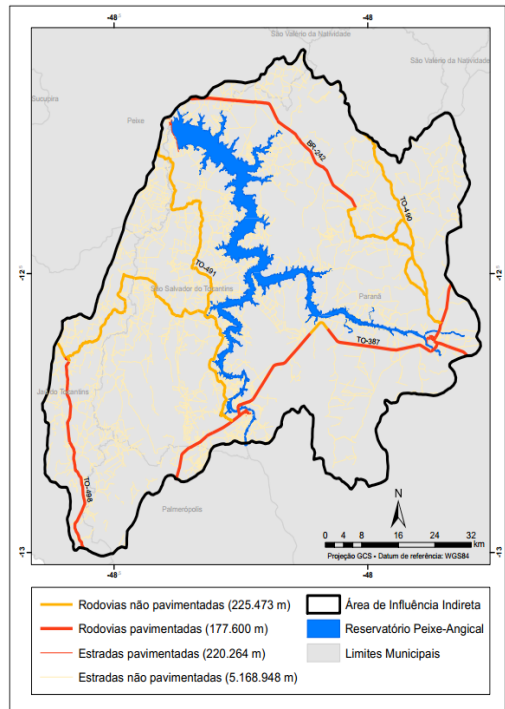 -48
-48
São Valério da Natividade
São Valério da Natividade
Sucupira
Peixe
BR-242
TO-490
-12
-12
TO-491
São Salvador do Tocantins
Paranã
TO-387
Jaú do Tocantins
TO-498
Palmerópolis
N
0 4 8 16 24 32
km
Projeção GCS • Datum de referência: WGS84
-13
-13
-48
-48
Rodovias não pavimentadas (225.473 m)
Rodovias pavimentadas (177.600 m)
Estradas pavimentadas (220.264 m)
Estradas não pavimentadas (5.168.948 m)
Área de Influência Indireta
Reservatório Peixe-Angical
Limites Municipais